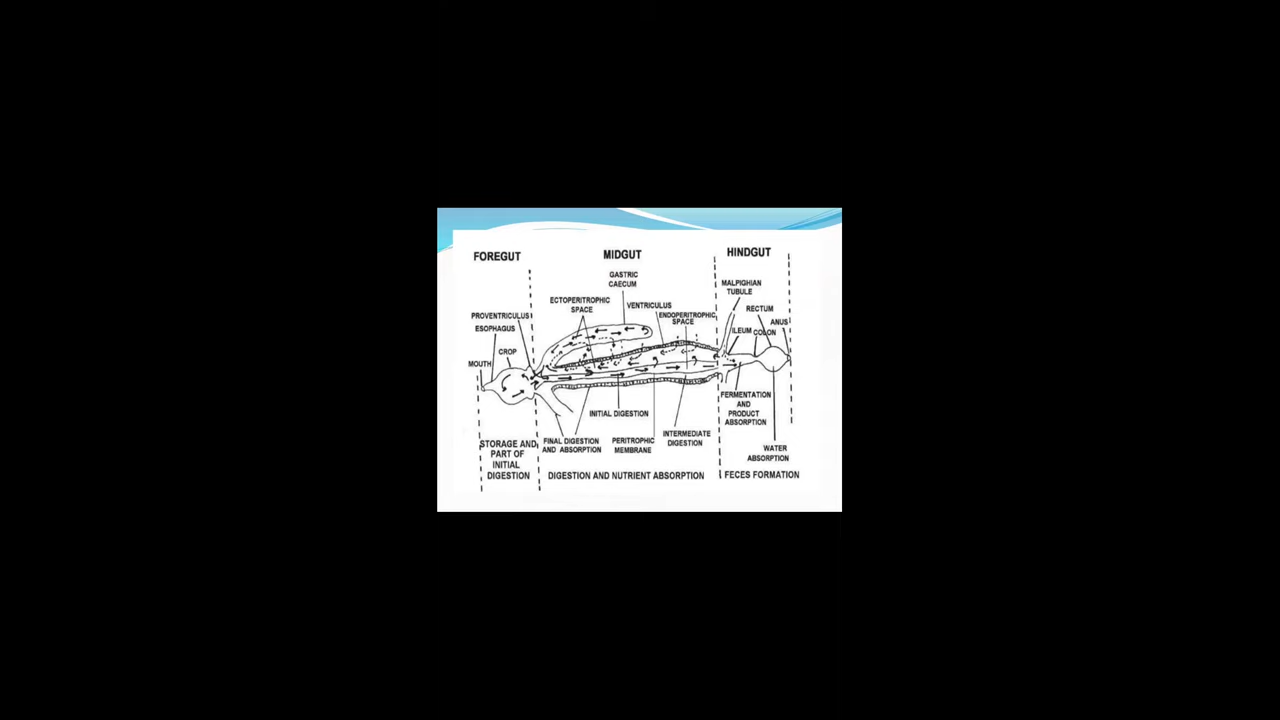 FOREGUT
MIDGUT
HINDGUT
GASTRIC
CAECUM
MALPIGHIAN
TUBULE
ECTOPERITROPHIC
SPACE
VENTRICULUS
ENDOPERITROPHIC
SPACE
RECTUM
PROVENTRICULUS
ESOPHAGUS
ANUS
ILEUM
COLON
CROP
MOUTH
FERMENTATION
AND
PRODUCT
ABSORPTION
INITIAL DIGESTION
FINAL DIGESTION
AND ABSORPTION
PERITROPHIC
MEMBRANE
INTERMEDIATE
DIGESTION
WATER
ABSORPTION
STORAGE AND
PART OF
INITIAL
DIGESTION
DIGESTION AND NUTRIENT ABSORPTION
FECES FORMATION